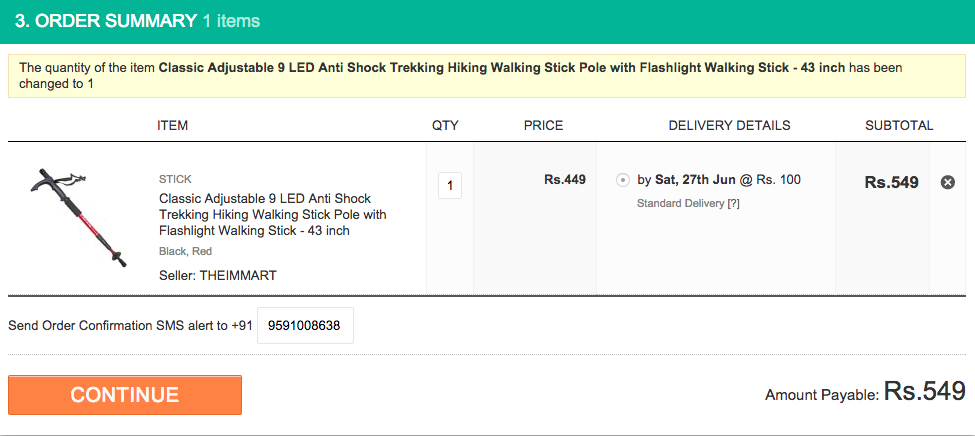 3. ORDER SUMMARY 1 items
The quantity of the item Classic Adjustable 9 LED Anti Shock Trekking Hiking Walking Stick Pole with Flashlight Walking Stick - 43 inch has been
changed to 1
ITEM QTY PRICE DELIVERY DETAILS SUBTOTAL
STICK
Classic Adjustable 9 LED Anti Shock
Trekking Hiking Walking Stick Pole with
Flashlight Walking Stick - 43 inch
Black, Red
Seller: THEIMMART
1
Rs.449
by Sat, 27th Jun @ Rs. 100
Standard Delivery [?]
Rs.549
Send Order Confirmation SMS alert to +91 9591008638
CONTINUE
Amount Payable: Rs.549